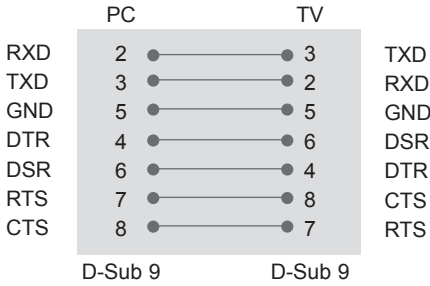 PC TV
RXD 2 3 TXD
TXD 3 2 RXD
GND 5 5 GND
DTR 4 6 DSR
DSR 6 4 DTR
RTS 7 8 CTS
CTS 8 7 RTS
D-Sub 9 D-Sub 9